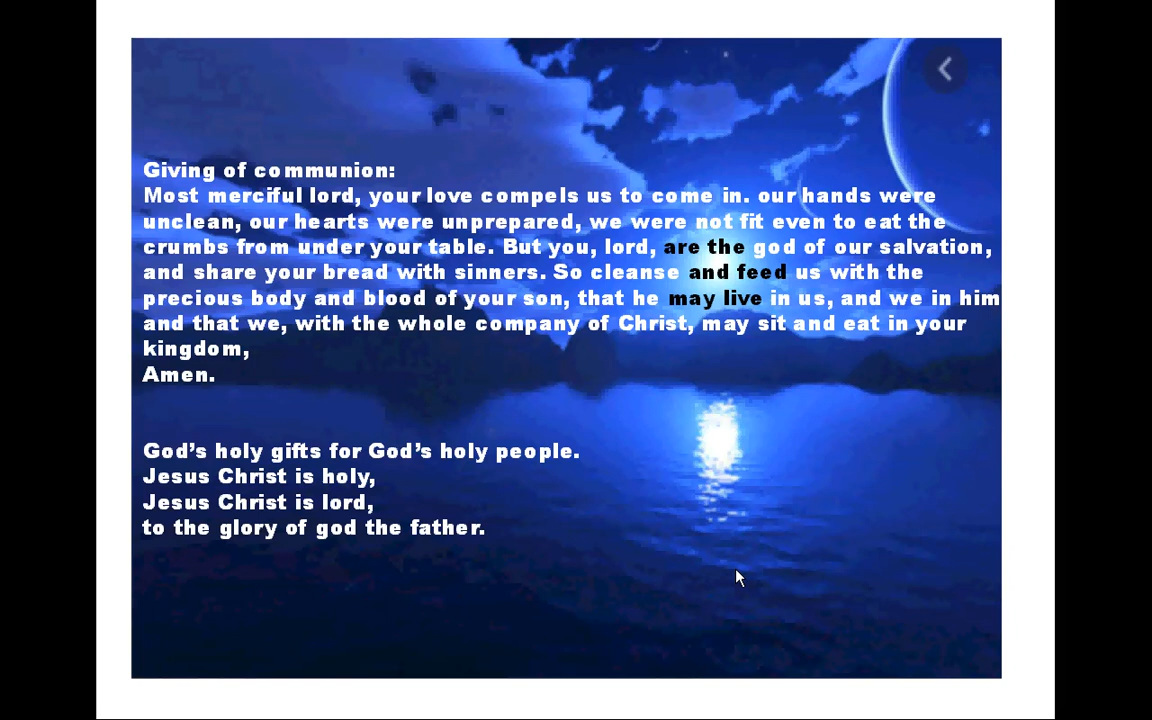 Giving of communion:
Most merciful lord, your love compels us to come in. our hands were
unclean, our hearts were unprepared, we were not fit even to eat the
crumbs from under your table. But you, lord, are the god of our salvation,
and share your bread with sinners. So cleanse and feed us with the
precious body and blood of your son, that he may live in us, and we in him
and that we, with the whole company of Christ, may sit and eat in your
kingdom,
Amen.
God’s holy gifts for God’s holy people.
Jesus Christ is holy,
Jesus Christ is lord,
to the glory of god the father.